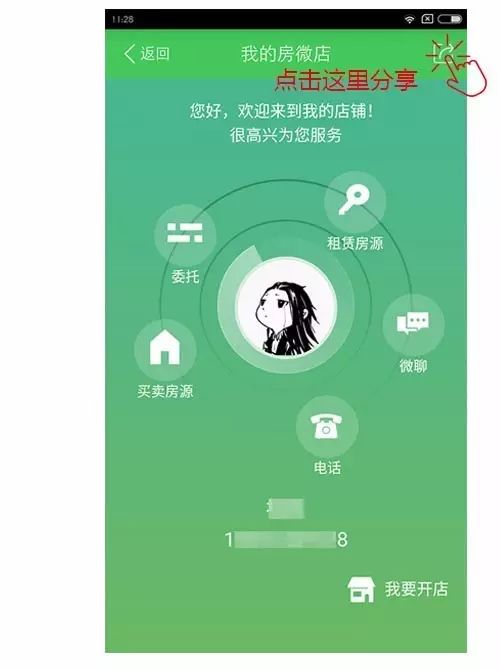 11:28
返回
我的房微店
点击这里分享
您好，欢迎来到我的店铺！
很高兴为您服务
租赁房源
委托
微聊
买卖房源
电话
1 8
我要开店